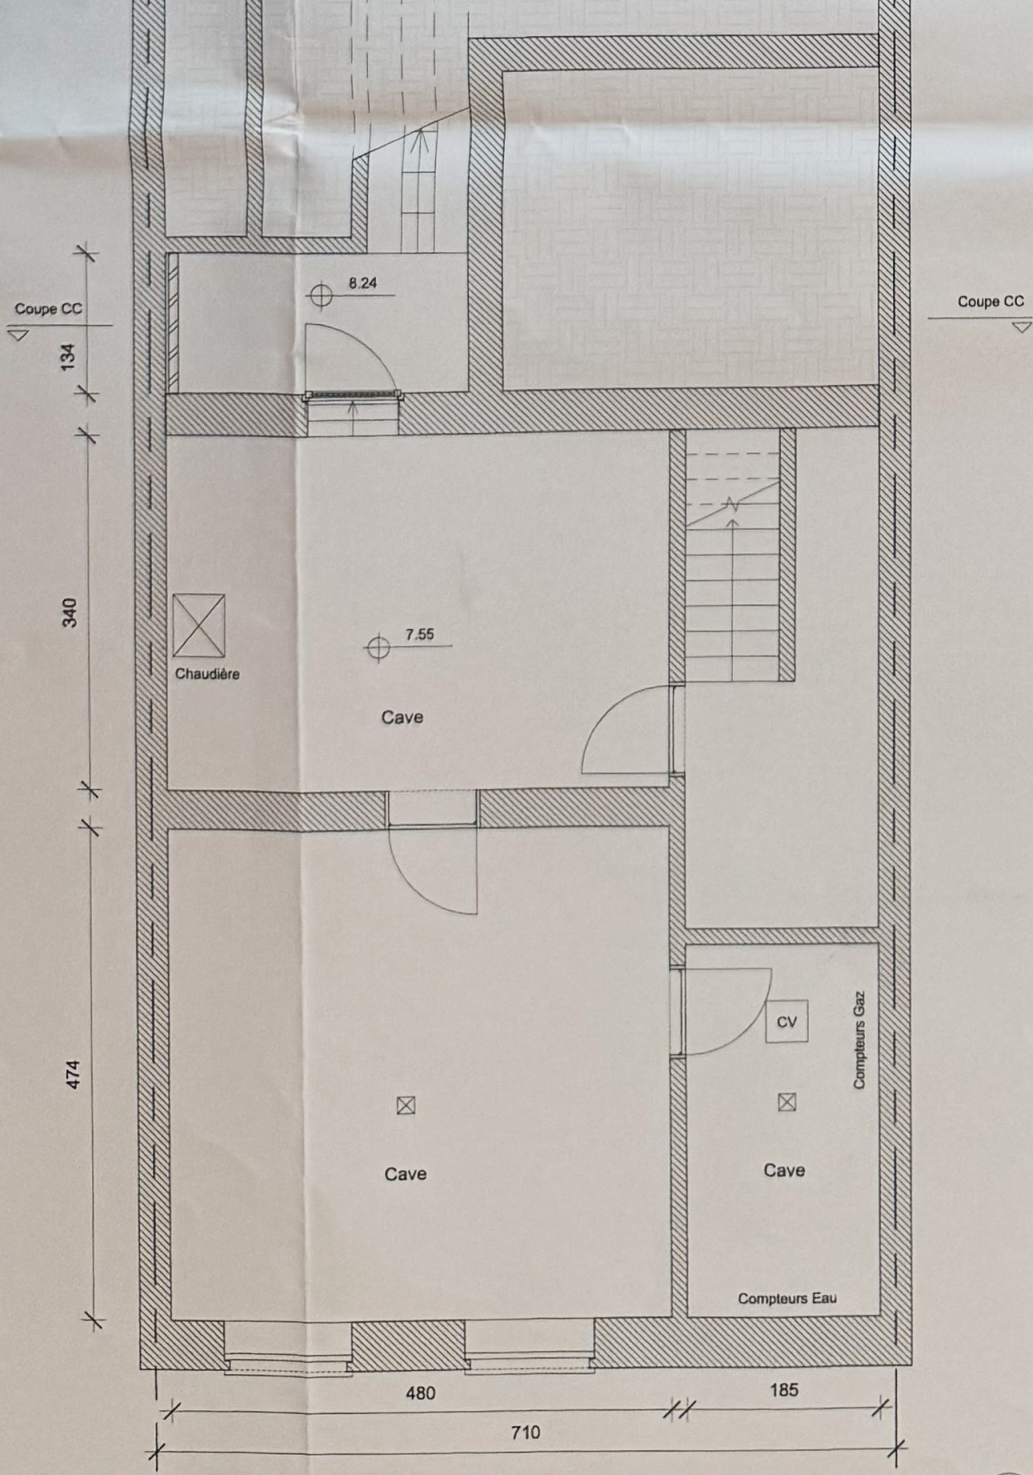 8.24
Coupe CC
Coupe CC
134
340
7.55
Chaudière
Cave
474
CV
Compteurs Gaz
Cave
Cave
Compteurs Eau
480
185
710